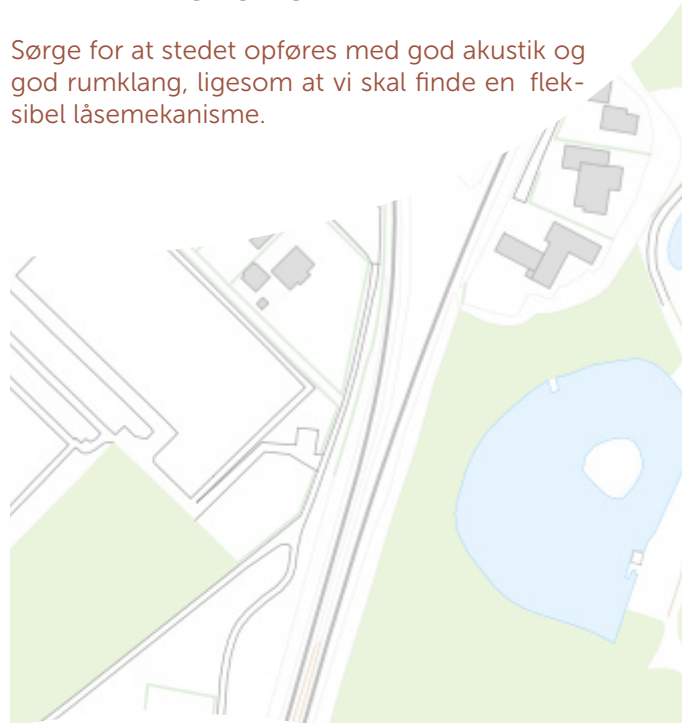 Sørge for at stedet opføres med god akustik og
god rumklang, ligesom at vi skal finde en flek-
sibel låsemekanisme.